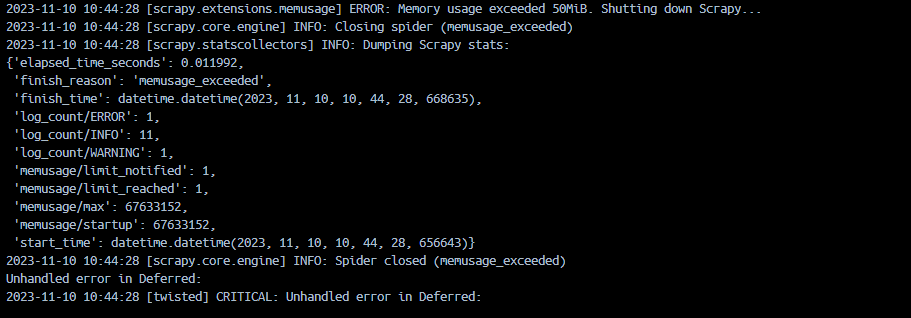 2023-11-10 10:44:28 [scrapy.extensions.memusage] ERROR: Memory usage exceeded 50MiB. Shutting down Scrapy...
2023-11-10 10:44:28 [scrapy.core.engine] INFO: Closing spider (memusage_exceeded)
2023-11-10 10:44:28 [scrapy.statscollectors] INFO: Dumping Scrapy stats:
{'elapsed_time_seconds': 0.011992,
 'finish_reason': 'memusage_exceeded',
 'finish_time': datetime.datetime(2023, 11, 10, 10, 44, 28, 668635),
 'log_count/ERROR': 1,
 'log_count/INFO': 11,
 'log_count/WARNING': 1,
 'memusage/limit_notified': 1,
 'memusage/limit_reached': 1,
 'memusage/max': 67633152,
 'memusage/startup': 67633152,
 'start_time': datetime.datetime(2023, 11, 10, 10, 44, 28, 656643)}
2023-11-10 10:44:28 [scrapy.core.engine] INFO: Spider closed (memusage_exceeded)
Unhandled error in Deferred:
2023-11-10 10:44:28 [twisted] CRITICAL: Unhandled error in Deferred: